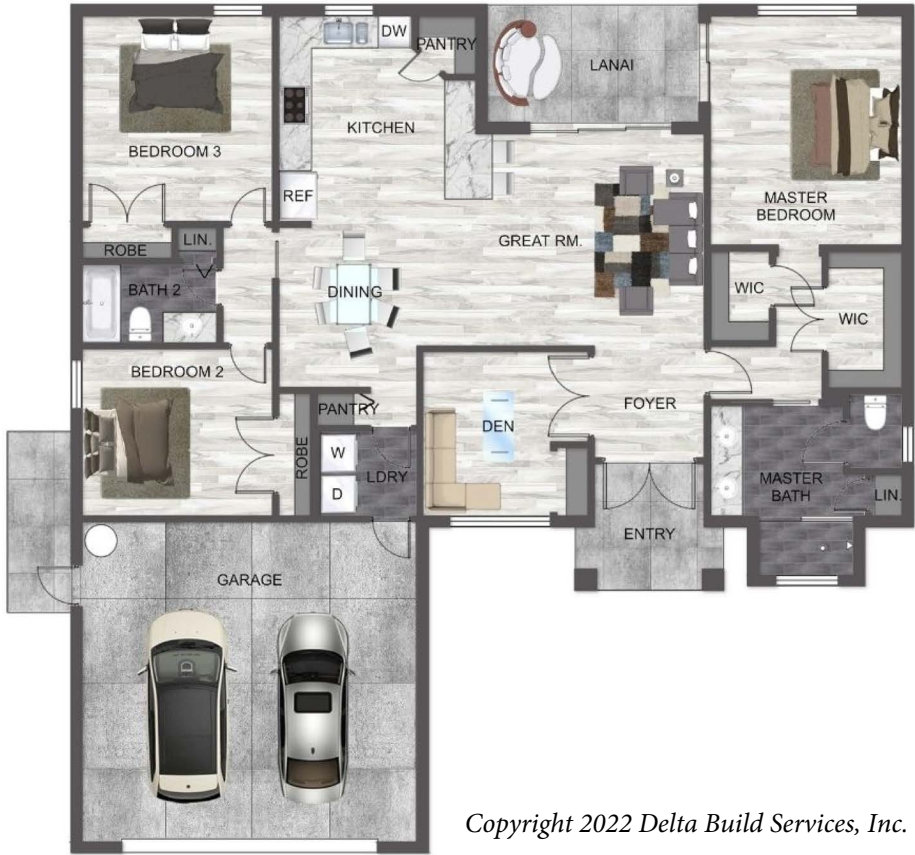 DW
PANTRY
LANAI
KITCHEN
BEDROOM 3
REF
MASTER
BEDROOM
ROBE
LIN.
GREAT RM.
BATH 2
DINING
WIC
WIC
BEDROOM 2
PANTRY
FOYER
DEN
ROBE
W
LDRY
D
MASTER
BATH
LIN.
ENTRY
GARAGE
Copyright 2022 Delta Build Services, Inc.